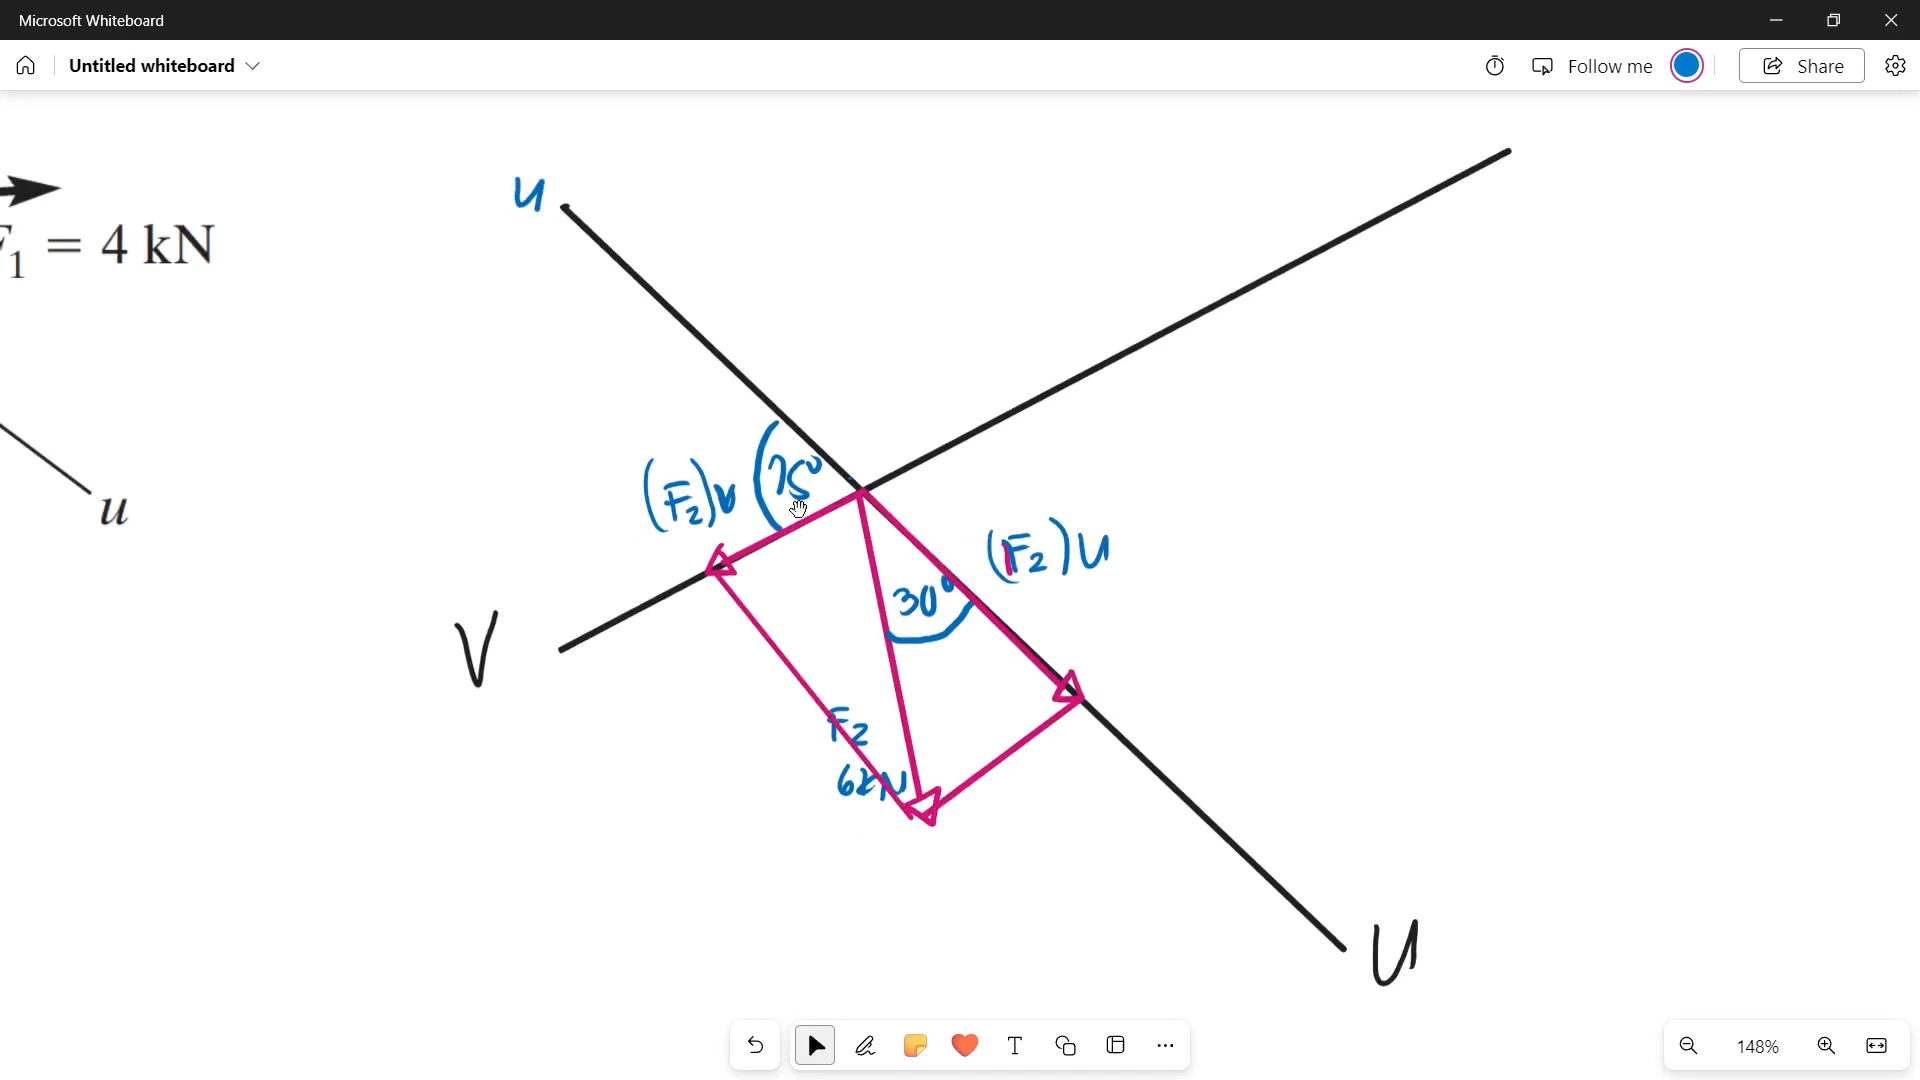 Microsoft Whiteboard
Untitled whiteboard
Follow me
Share
F1 = 4 kN
u
u
75°
(F2)v
(F2)u
30°
V
F2
6kN
U
148%